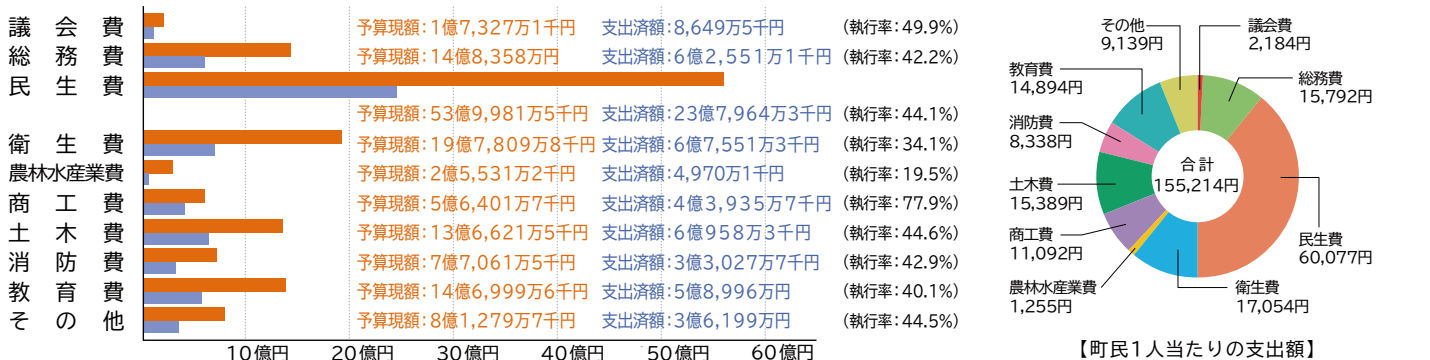 議会費 予算現額：1億7,327万1千円 支出済額：8,649万5千円 （執行率：49.9%）
総務費 予算現額：14億8,358万円 支出済額：6億2,551万1千円 （執行率：42.2%）
民生費
予算現額：53億9,981万5千円 支出済額：23億7,964万3千円 （執行率：44.1%）
衛生費 予算現額：19億7,809万8千円 支出済額：6億7,551万3千円 （執行率：34.1%）
農林水産業費 予算現額：2億5,531万2千円 支出済額：4,970万1千円 （執行率：19.5%）
商工費 予算現額：5億6,401万7千円 支出済額：4億3,935万7千円 （執行率：77.9%）
土木費 予算現額：13億6,621万5千円 支出済額：6億958万3千円 （執行率：44.6%）
消防費 予算現額：7億7,061万5千円 支出済額：3億3,027万7千円 （執行率：42.9%）
教育費 予算現額：14億6,999万6千円 支出済額：5億8,996万円 （執行率：40.1%）
その他 予算現額：8億1,279万7千円 支出済額：3億6,199万円 （執行率：44.5%）
10億円 20億円 30億円 40億円 50億円 60億円
その他
9,139円
議会費
2,184円
教育費
14,894円
総務費
15,792円
消防費
8,338円
合計
155,214円
土木費
15,389円
商工費
11,092円
民生費
60,077円
農林水産業費
1,255円
衛生費
17,054円
【町民1人当たりの支出額】